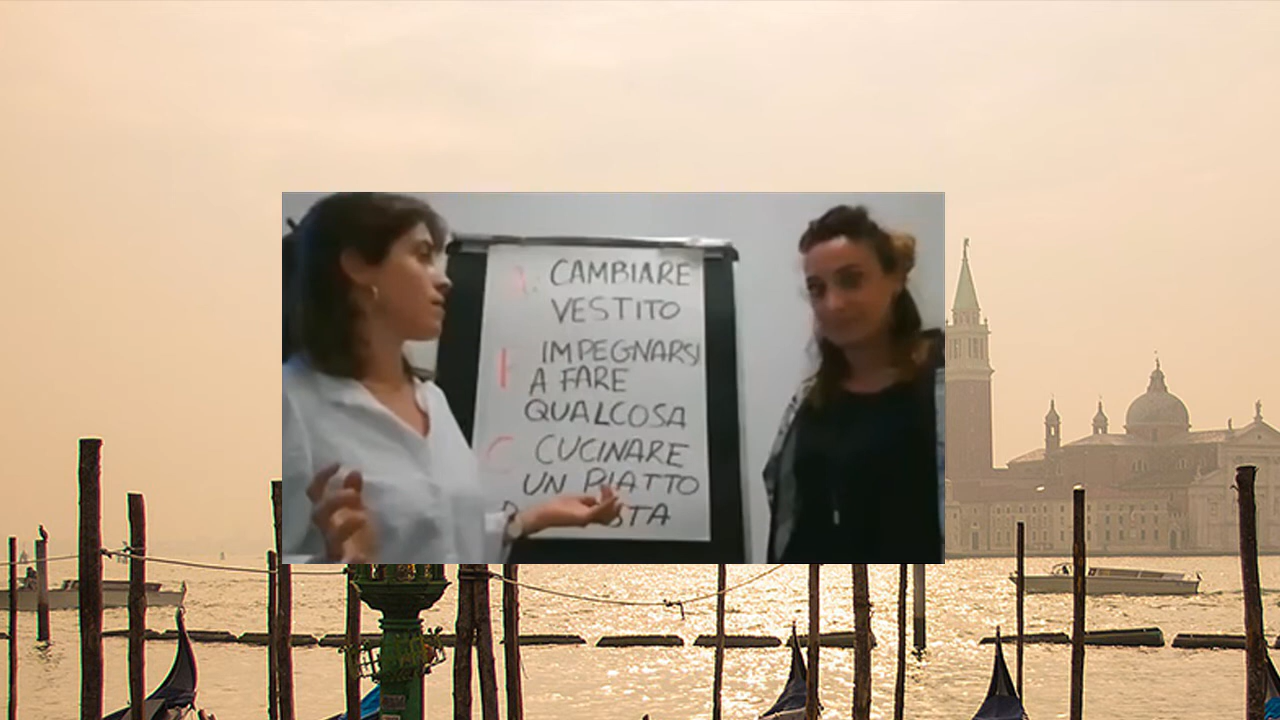 A. CAMBIARE
VESTITO
IMPEGNARSI
A FARE
QUALCOSA
C CUCINARE
UN PIATTO